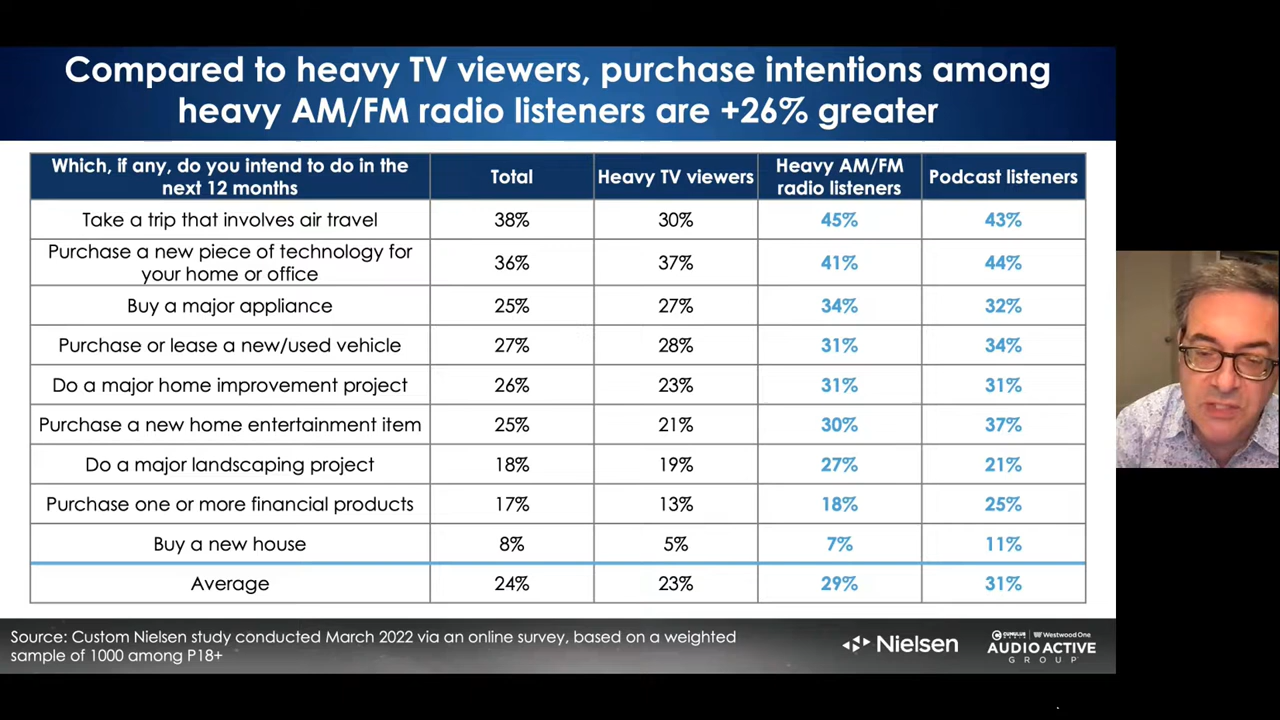 Compared to heavy TV viewers, purchase intentions among
heavy AM/FM radio listeners are +26% greater
Which, if any, do you intend to do in the
next 12 months
Total
Heavy TV viewers
Heavy AM/FM
radio listeners
Podcast listeners
Take a trip that involves air travel
38%
30%
45%
43%
Purchase a new piece of technology for
your home or office
36%
37%
41%
44%
Buy a major appliance
25%
27%
34%
32%
Purchase or lease a new/used vehicle
27%
28%
31%
34%
Do a major home improvement project
26%
23%
31%
31%
Purchase a new home entertainment item
25%
21%
30%
37%
Do a major landscaping project
18%
19%
27%
21%
Purchase one or more financial products
17%
13%
18%
25%
Buy a new house
8%
5%
7%
11%
Average
24%
23%
29%
31%
Source: Custom Nielsen study conducted March 2022 via an online survey, based on a weighted
sample of 1000 among P18+
Nielsen
CUMULUS MEDIA | Westwood One
AUDIO ACTIVE
GROUP